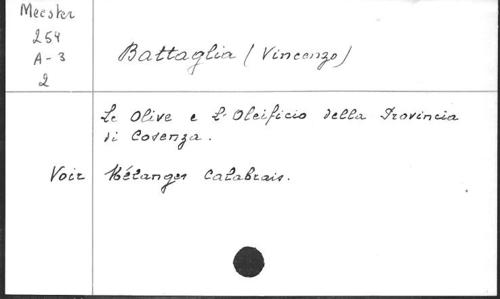 Meester
254
A-3
2
Battaglia (Vincenzo)
Le Olive e L'Oleificio della Provincia
di Cosenza.
Voir Mélanges Calabrais.